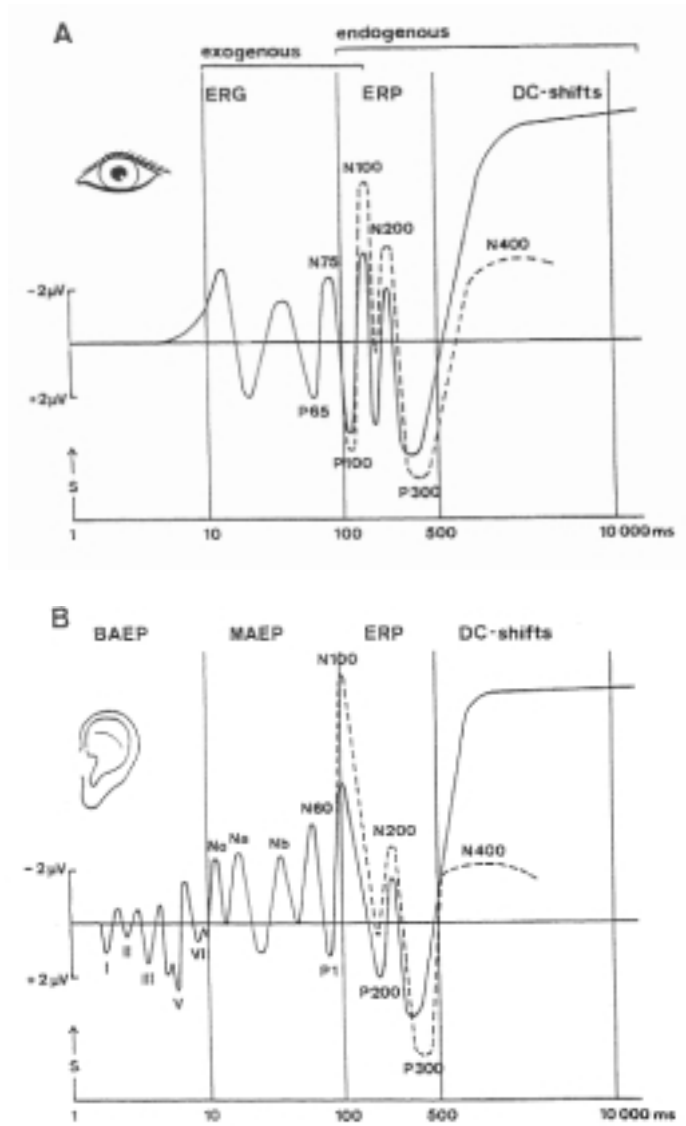 A
endogenous
exogenous
ERG ERP DC-shifts
N100
N200
N400
N75
-2µV
+2µV
P65
P100
P300
S
1 10 100 500 10 000 ms
B
BAEP MAEP ERP DC-shifts
N100
N60
N200
No Na Nb
N400
-2µV
I II III V VI
P1
+2µV
P200
P300
S
1 10 100 500 10 000 ms